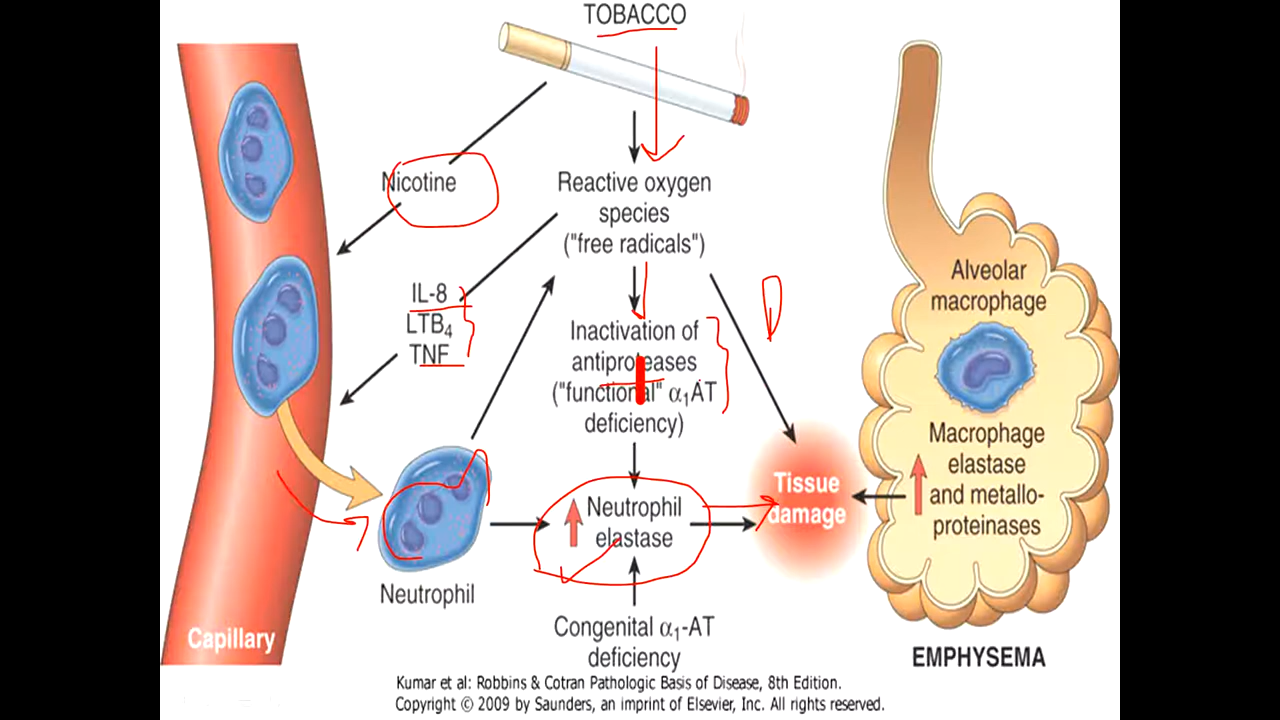 TOBACCO
Nicotine
Reactive oxygen
species
("free radicals")
IL-8
LTB4
TNF
Inactivation of
antiproteases
("functional" α1AT
deficiency)
Neutrophil
elastase
Tissue
damage
Alveolar
macrophage
Macrophage
elastase
and metallo-
proteinases
Neutrophil
Congenital α1-AT
deficiency
Capillary
EMPHYSEMA
Kumar et al: Robbins & Cotran Pathologic Basis of Disease, 8th Edition.
Copyright © 2009 by Saunders, an imprint of Elsevier, Inc. All rights reserved.